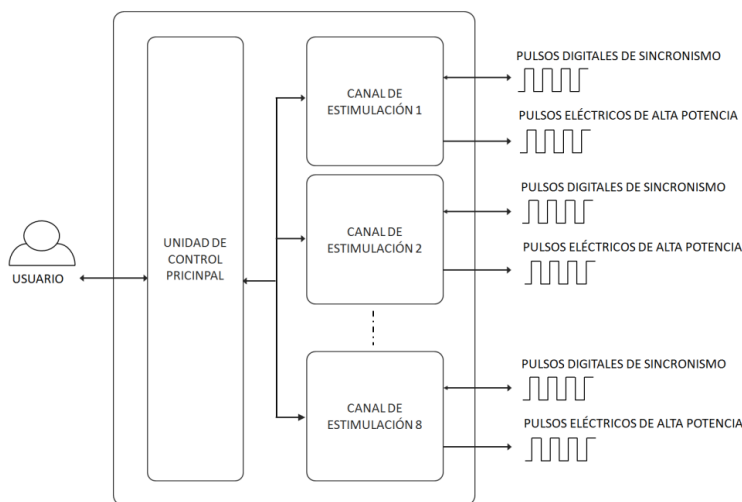 PULSOS DIGITALES DE SINCRONISMO
CANAL DE
ESTIMULACIÓN 1
PULSOS ELÉCTRICOS DE ALTA POTENCIA
PULSOS DIGITALES DE SINCRONISMO
CANAL DE
ESTIMULACIÓN 2
UNIDAD DE
CONTROL
PRICINPAL
PULSOS ELÉCTRICOS DE ALTA POTENCIA
USUARIO
PULSOS DIGITALES DE SINCRONISMO
CANAL DE
ESTIMULACIÓN 8
PULSOS ELÉCTRICOS DE ALTA POTENCIA